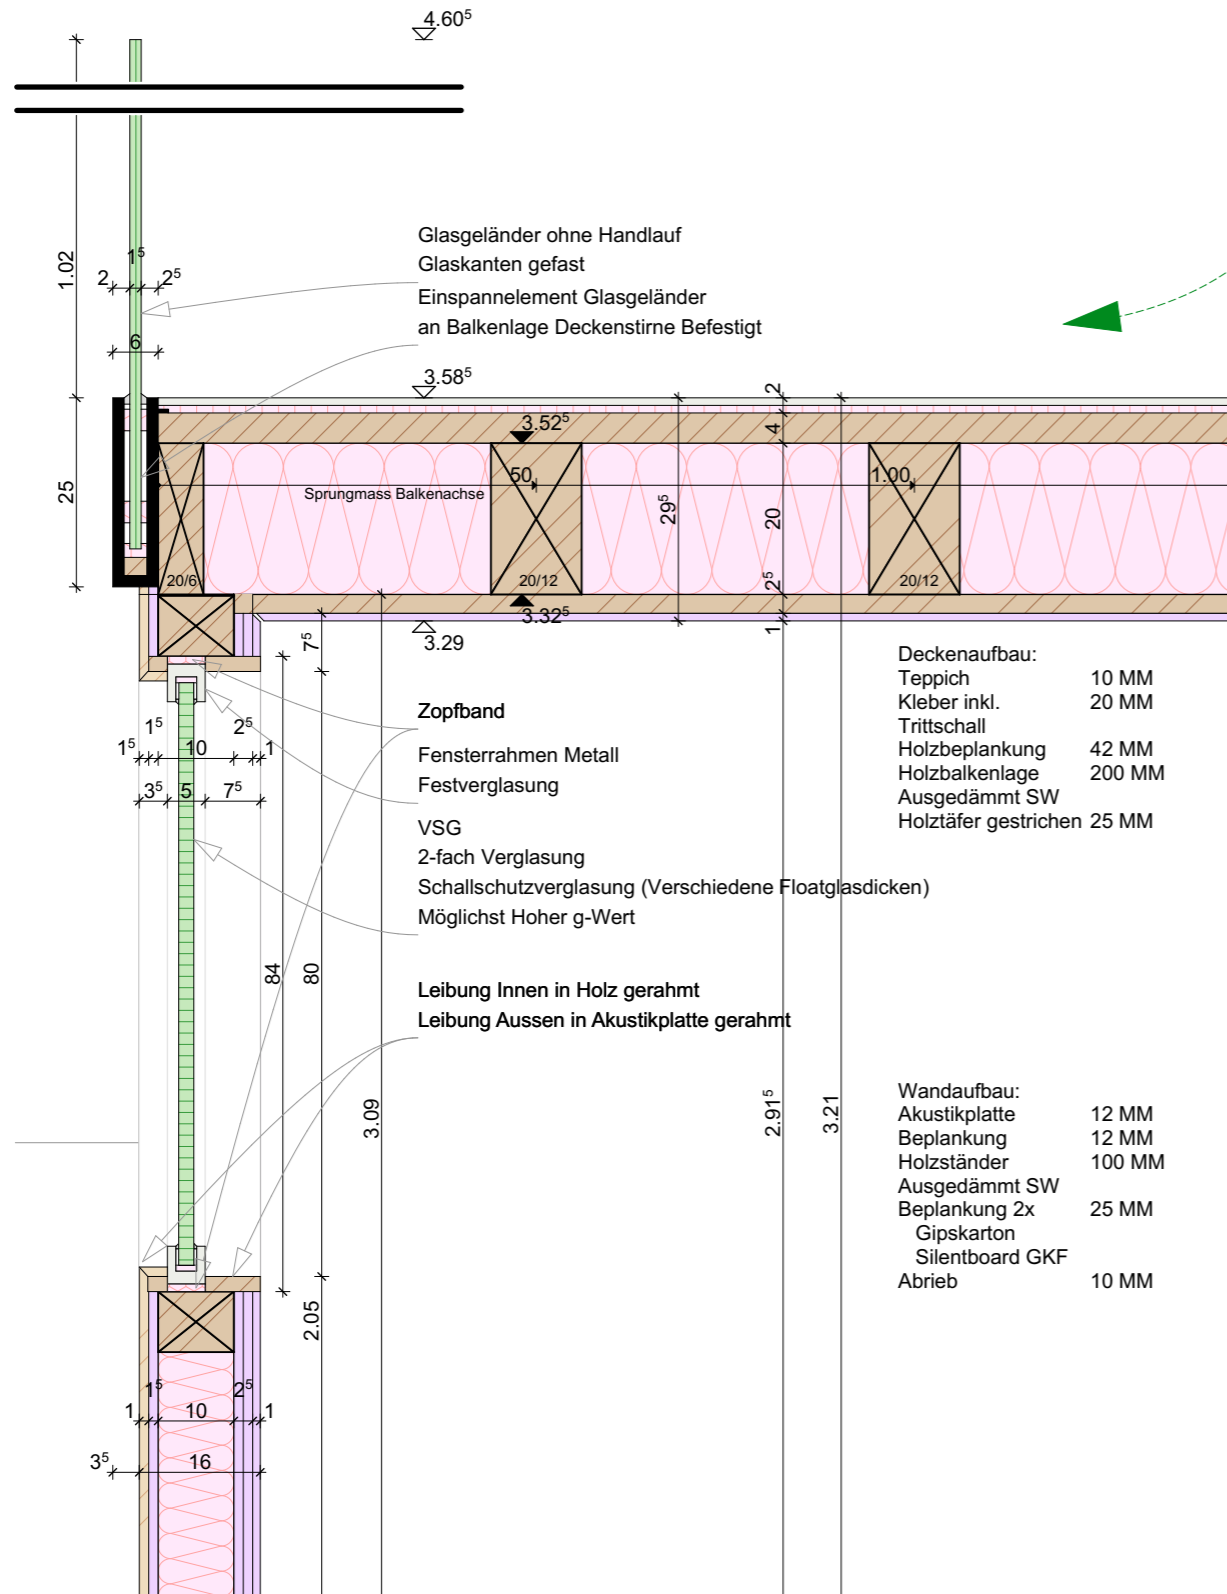 4.60⁵
1.02
1⁵
2
2⁵
6
Glasgeländer ohne Handlauf
Glaskanten gefast
Einspannelement Glasgeländer
an Balkenlage Deckenstirne Befestigt
3.58⁵
2
3.52⁵
4
25
50
1.00
Sprungmass Balkenachse
29⁵
20
20/6
20/12
20/12
2⁵
3.32⁵
1
7⁵
3.29
Deckenaufbau:
Teppich 10 MM
Kleber inkl. 20 MM
Trittschall
Holzbeplankung 42 MM
Holzbalkenlage 200 MM
Ausgedämmt SW
Holztäfer gestrichen 25 MM
Zopfband
Fensterrahmen Metall
Festverglasung
VSG
2-fach Verglasung
Schallschutzverglasung (Verschiedene Floatglasdicken)
Möglichst Hoher g-Wert
1⁵
2⁵
1⁵
10
1
3⁵
5
7⁵
84
80
Leibung Innen in Holz gerahmt
Leibung Aussen in Akustikplatte gerahmt
3.09
2.91⁵
3.21
Wandaufbau:
Akustikplatte 12 MM
Beplankung 12 MM
Holzständer 100 MM
Ausgedämmt SW
Beplankung 2x 25 MM
Gipskarton
Silentboard GKF
Abrieb 10 MM
2.05
1⁵
2⁵
1
10
1
3⁵
16